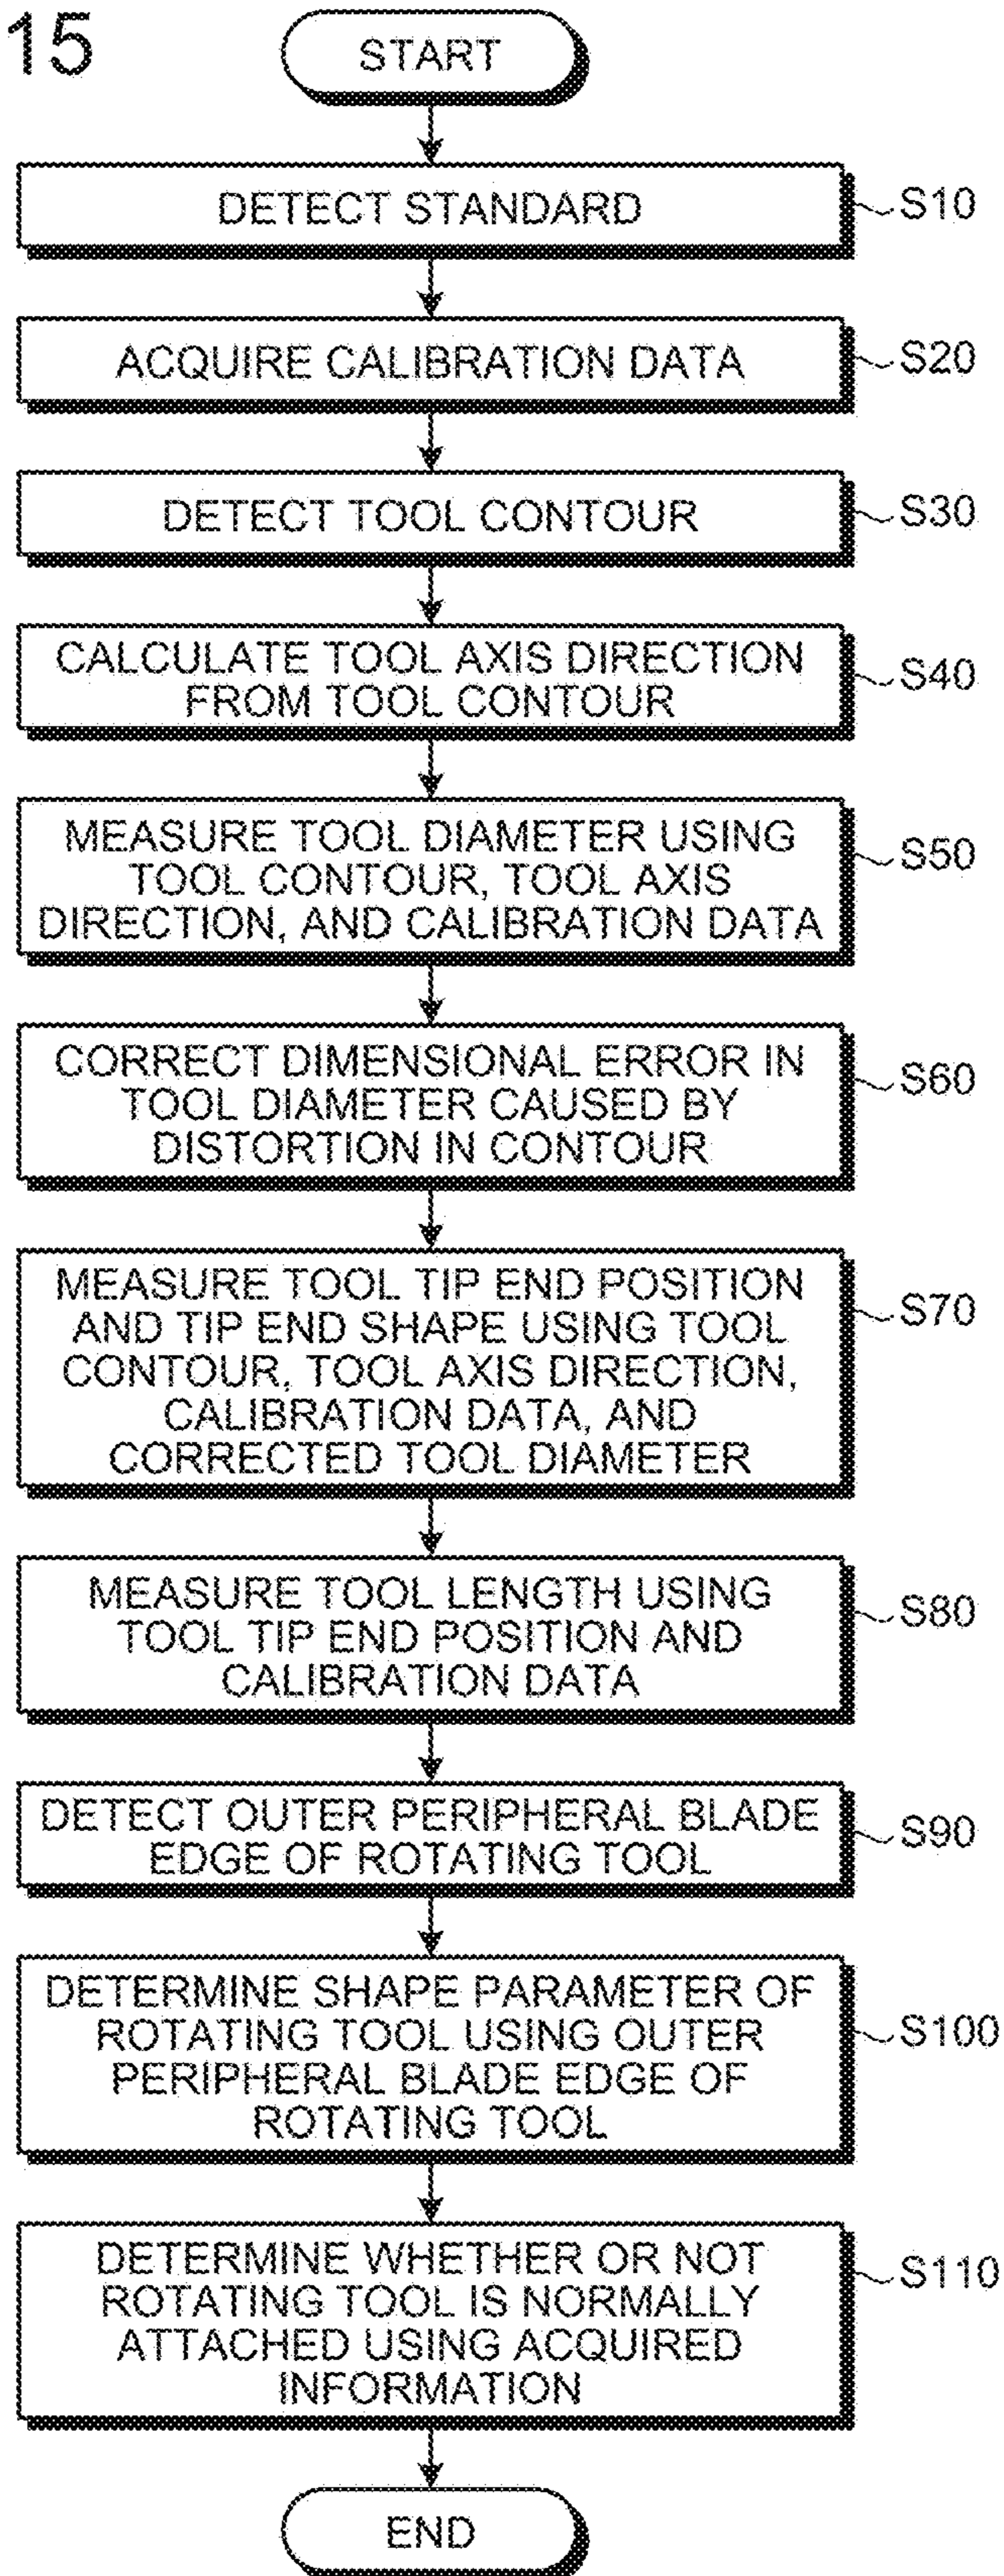 15
START
DETECT STANDARD
S10
ACQUIRE CALIBRATION DATA
S20
DETECT TOOL CONTOUR
S30
CALCULATE TOOL AXIS DIRECTION
FROM TOOL CONTOUR
S40
MEASURE TOOL DIAMETER USING
TOOL CONTOUR, TOOL AXIS
DIRECTION, AND CALIBRATION DATA
S50
CORRECT DIMENSIONAL ERROR IN
TOOL DIAMETER CAUSED BY
DISTORTION IN CONTOUR
S60
MEASURE TOOL TIP END POSITION
AND TIP END SHAPE USING TOOL
CONTOUR, TOOL AXIS DIRECTION,
CALIBRATION DATA, AND
CORRECTED TOOL DIAMETER
S70
MEASURE TOOL LENGTH USING
TOOL TIP END POSITION AND
CALIBRATION DATA
S80
DETECT OUTER PERIPHERAL BLADE
EDGE OF ROTATING TOOL
S90
DETERMINE SHAPE PARAMETER OF
ROTATING TOOL USING OUTER
PERIPHERAL BLADE EDGE OF
ROTATING TOOL
S100
DETERMINE WHETHER OR NOT
ROTATING TOOL IS NORMALLY
ATTACHED USING ACQUIRED
INFORMATION
S110
END